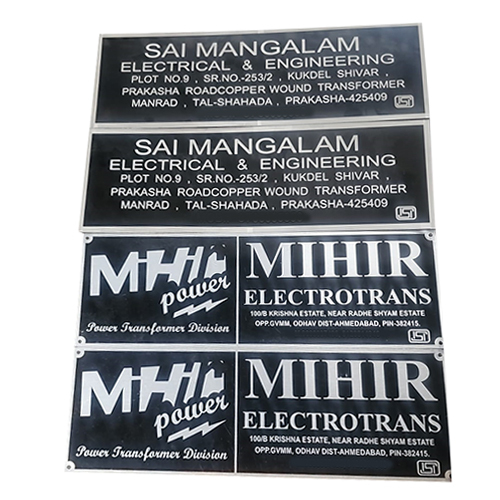 SAI MANGALAM
ELECTRICAL & ENGINEERING
PLOT NO.9 , SR.NO.-253/2 , KUKDEL SHIVAR ,
PRAKASHA ROADCOPPER WOUND TRANSFORMER
MANRAD , TAL-SHAHADA , PRAKASHA-425409
ISI
SAI MANGALAM
ELECTRICAL & ENGINEERING
PLOT NO.9 , SR.NO.-253/2 , KUKDEL SHIVAR ,
PRAKASHA ROADCOPPER WOUND TRANSFORMER
MANRAD , TAL-SHAHADA , PRAKASHA-425409
ISI
MiHiR
power
Power Transformer Division
MIHIR
ELECTROTRANS
100/B KRISHNA ESTATE, NEAR RADHE SHYAM ESTATE
OPP.GVMM, ODHAV DIST-AHMEDABAD, PIN-382415.
ISI
MiHiR
power
Power Transformer Division
MIHIR
ELECTROTRANS
100/B KRISHNA ESTATE, NEAR RADHE SHYAM ESTATE
OPP.GVMM, ODHAV DIST-AHMEDABAD, PIN-382415.
ISI